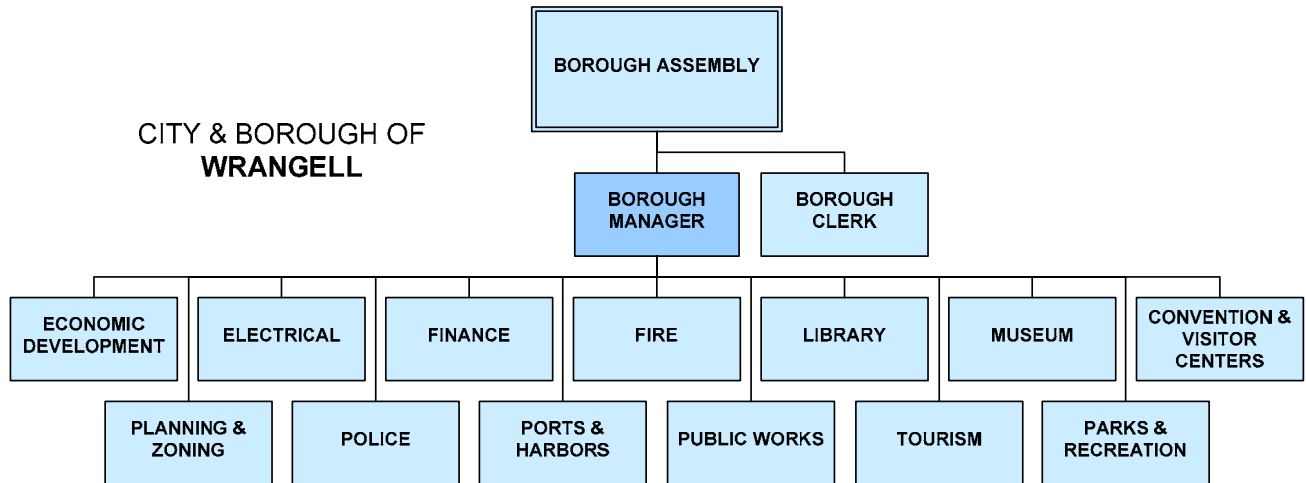 BOROUGH ASSEMBLY
CITY & BOROUGH OF
WRANGELL
BOROUGH
MANAGER
BOROUGH
CLERK
ECONOMIC
DEVELOPMENT
ELECTRICAL
FINANCE
FIRE
LIBRARY
MUSEUM
CONVENTION &
VISITOR
CENTERS
PLANNING &
ZONING
POLICE
PORTS &
HARBORS
PUBLIC WORKS
TOURISM
PARKS &
RECREATION